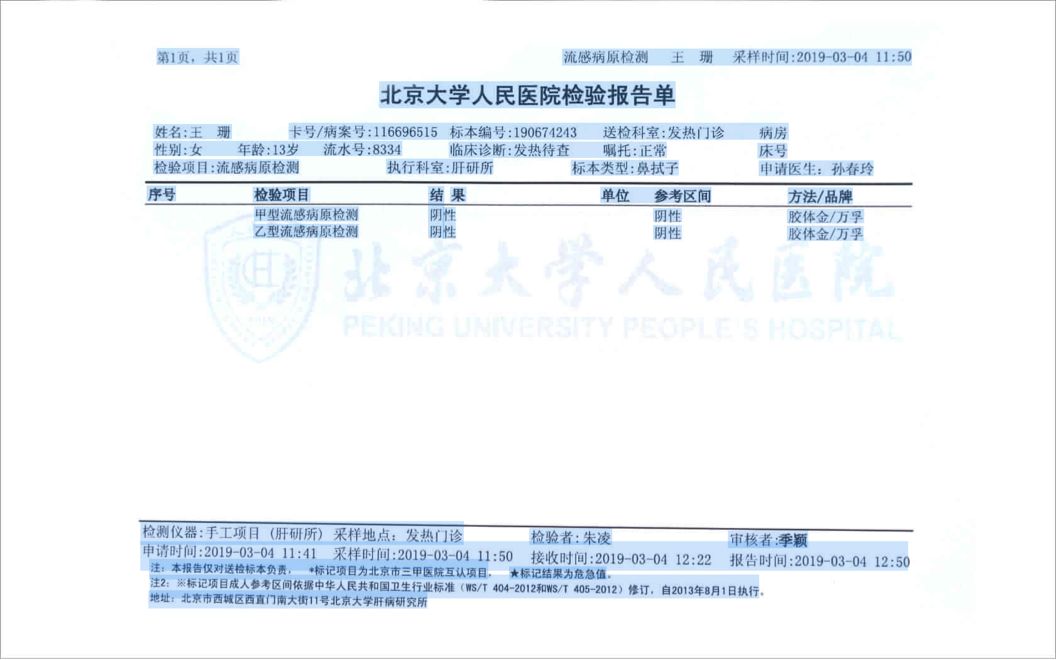 第1页，共1页 流感病原检测 王 珊 采样时间:2019-03-04 11:50
北京大学人民医院检验报告单
姓名:王 珊 卡号/病案号:116696515 标本编号:190674243 送检科室:发热门诊 病房
性别:女 年龄:13岁 流水号:8334 临床诊断:发热待查 嘱托:正常 床号
检验项目:流感病原检测 执行科室:肝研所 标本类型:鼻拭子 申请医生: 孙春玲
序号 检验项目 结 果 单位 参考区间 方法/品牌
甲型流感病原检测 阴性 阴性 胶体金/万孚
乙型流感病原检测 阴性 阴性 胶体金/万孚
北京大学人民医院
PEKING UNIVERSITY PEOPLE'S HOSPITAL
检测仪器:手工项目 (肝研所) 采样地点: 发热门诊 检验者:朱凌 审核者:季颖
申请时间:2019-03-04 11:41 采样时间:2019-03-04 11:50 接收时间:2019-03-04 12:22 报告时间:2019-03-04 12:50
注: 本报告仅对送检标本负责, *标记项目为北京市三甲医院互认项目, ★标记结果为危急值。
注2: ※标记项目成人参考区间依据中华人民共和国卫生行业标准 (WS/T 404-2012和WS/T 405-2012) 修订, 自2013年8月1日执行。
地址: 北京市西城区西直门南大街11号北京大学肝病研究所